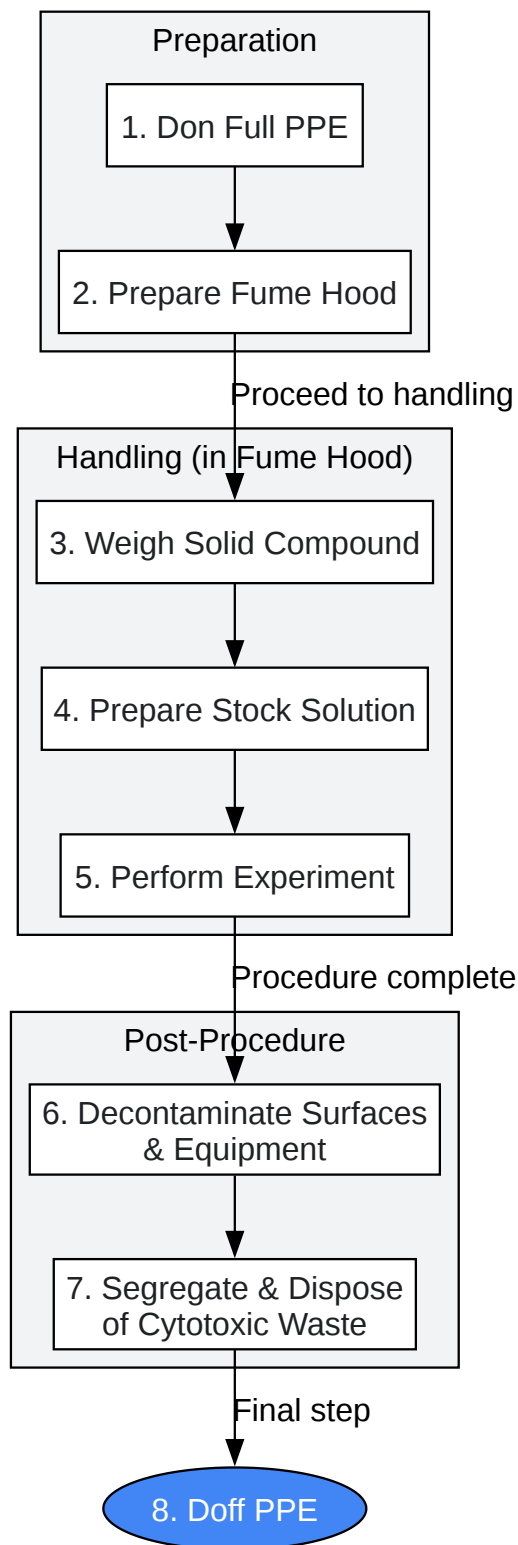 Preparation
1. Don Full PPE
2. Prepare Fume Hood
Proceed to handling
Handling (in Fume Hood)
3. Weigh Solid Compound
4. Prepare Stock Solution
5. Perform Experiment
Procedure complete
Post-Procedure
6. Decontaminate Surfaces
& Equipment
7. Segregate & Dispose
of Cytotoxic Waste
Final step
8. Doff PPE